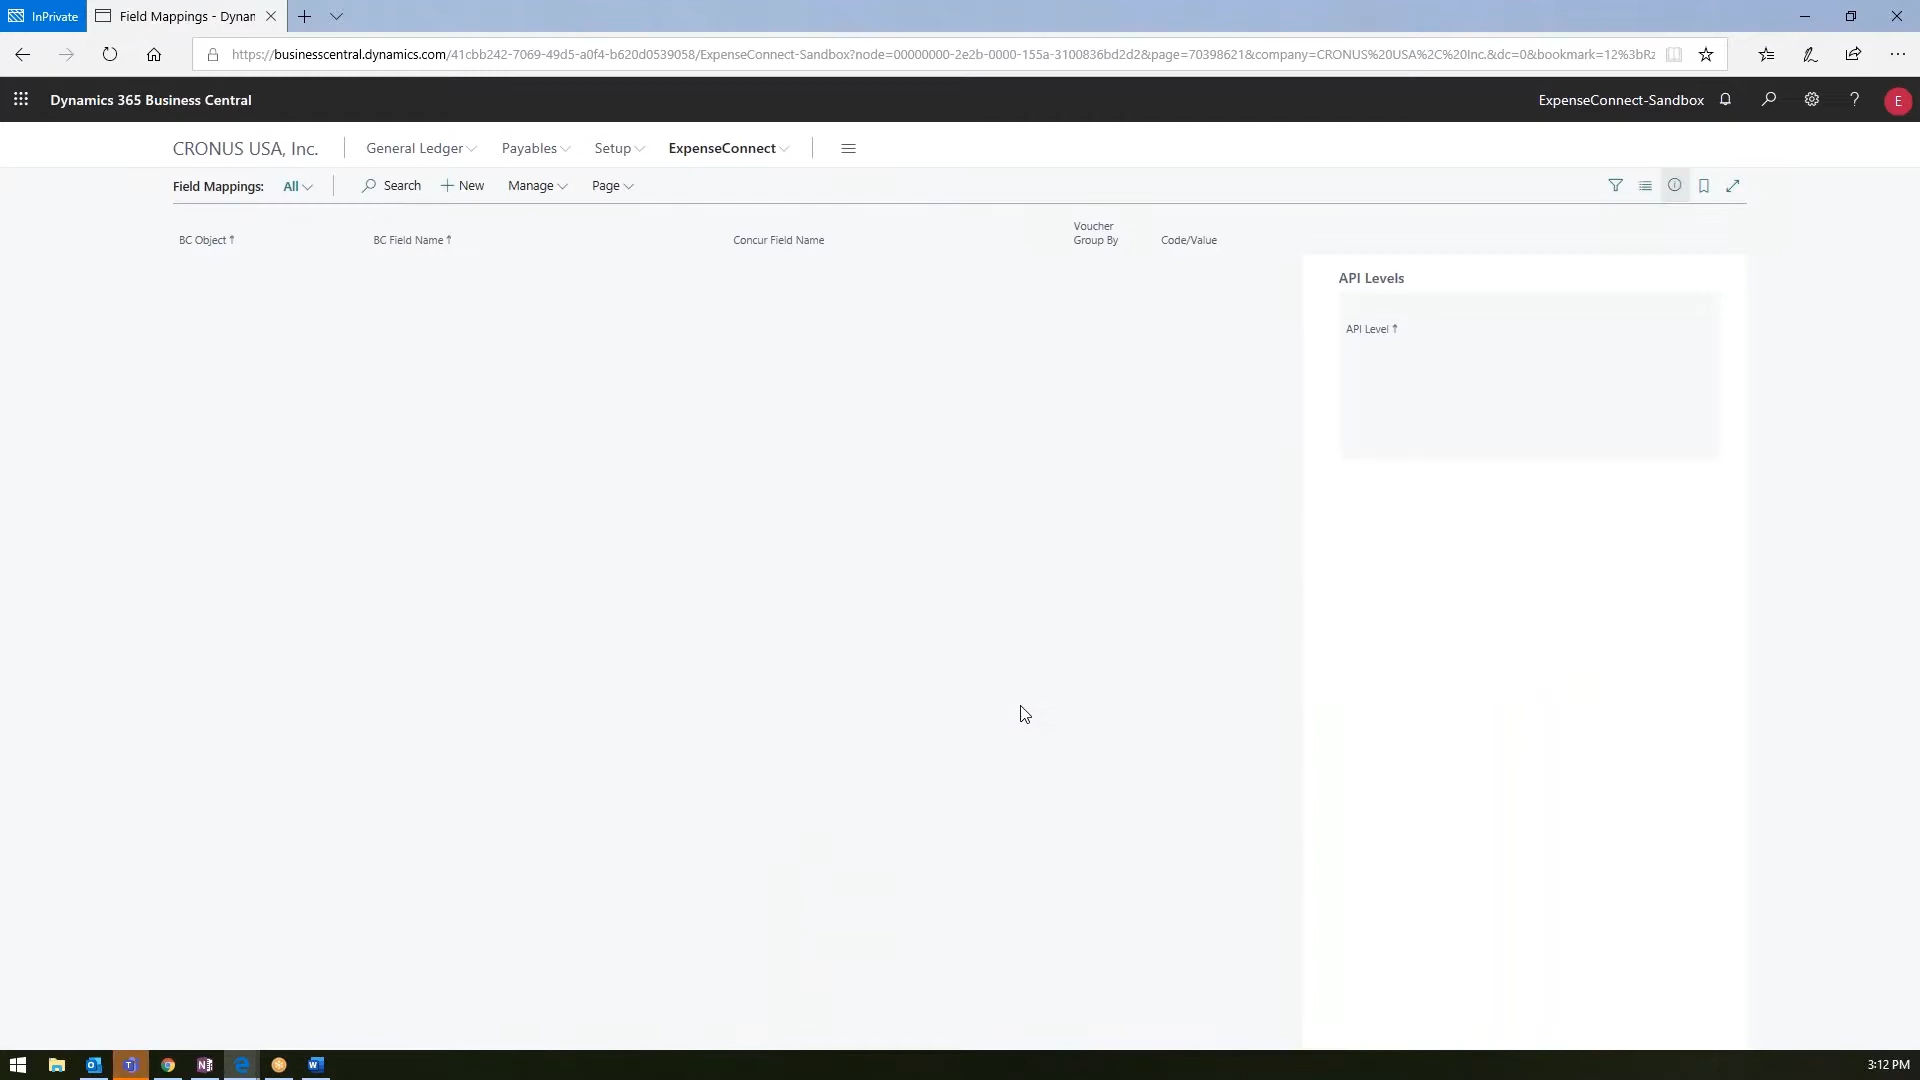 InPrivate
Field Mappings - Dynar
https://businesscentral.dynamics.com/41cbb242-7069-49d5-a0f4-b620d0539058/ExpenseConnect-Sandbox?node=00000000-2e2b-0000-155a-3100836bd2d2&page=70398621&company=CRONUS%20USA%2C%20Inc.&dc=0&bookmark=12%3bRz
Dynamics 365 Business Central
ExpenseConnect-Sandbox
?
E
CRONUS USA, Inc.
General Ledger
Payables
Setup
ExpenseConnect
Field Mappings:
All
Search
New
Manage
Page
BC Object ↑
BC Field Name ↑
Concur Field Name
Voucher
Group By
Code/Value
API Levels
API Level ↑
3:12 PM